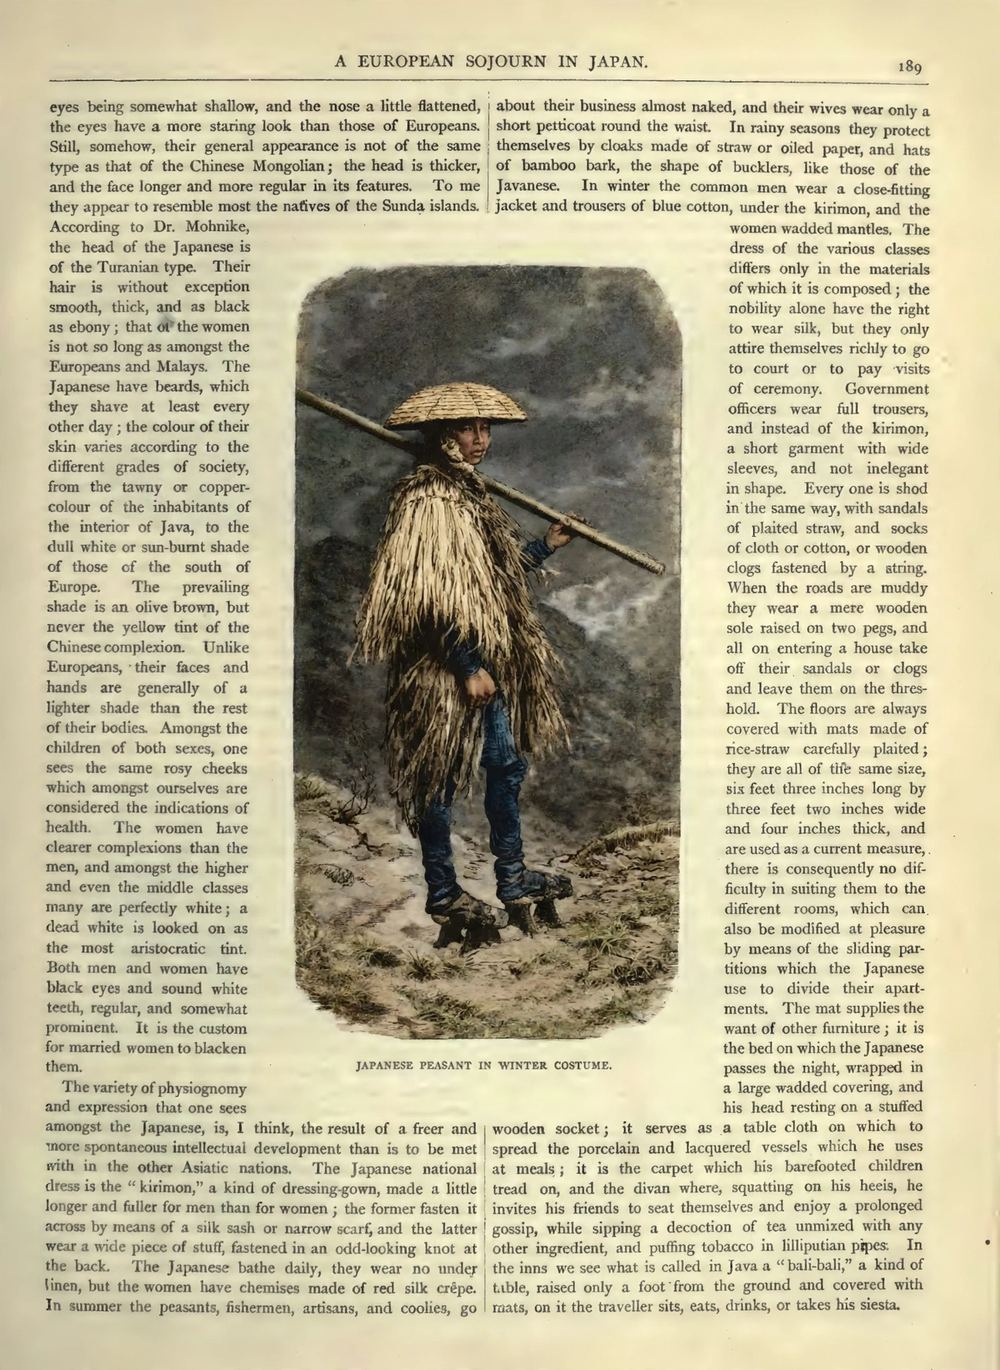 A EUROPEAN SOJOURN IN JAPAN.
189
eyes being somewhat shallow, and the nose a little flattened,
the eyes have a more staring look than those of Europeans.
Still, somehow, their general appearance is not of the same
type as that of the Chinese Mongolian; the head is thicker,
and the face longer and more regular in its features. To me
they appear to resemble most the natives of the Sunda islands.
According to Dr. Mohnike,
the head of the Japanese is
of the Turanian type. Their
hair is without exception
smooth, thick, and as black
as ebony; that of the women
is not so long as amongst the
Europeans and Malays. The
Japanese have beards, which
they shave at least every
other day; the colour of their
skin varies according to the
different grades of society,
from the tawny or copper-
colour of the inhabitants of
the interior of Java, to the
dull white or sun-burnt shade
of those of the south of
Europe. The prevailing
shade is an olive brown, but
never the yellow tint of the
Chinese complexion. Unlike
Europeans, their faces and
hands are generally of a
lighter shade than the rest
of their bodies. Amongst the
children of both sexes, one
sees the same rosy cheeks
which amongst ourselves are
considered the indications of
health. The women have
clearer complexions than the
men, and amongst the higher
and even the middle classes
many are perfectly white; a
dead white is looked on as
the most aristocratic tint.
Both men and women have
black eyes and sound white
teeth, regular, and somewhat
prominent. It is the custom
for married women to blacken
them.
The variety of physiognomy
and expression that one sees
amongst the Japanese, is, I think, the result of a freer and
more spontaneous intellectual development than is to be met
with in the other Asiatic nations. The Japanese national
dress is the "kirimon," a kind of dressing-gown, made a little
longer and fuller for men than for women; the former fasten it
across by means of a silk sash or narrow scarf, and the latter
wear a wide piece of stuff, fastened in an odd-looking knot at
the back. The Japanese bathe daily, they wear no under
linen, but the women have chemises made of red silk crêpe.
In summer the peasants, fishermen, artisans, and coolies, go
about their business almost naked, and their wives wear only a
short petticoat round the waist. In rainy seasons they protect
themselves by cloaks made of straw or oiled paper, and hats
of bamboo bark, the shape of bucklers, like those of the
Javanese. In winter the common men wear a close-fitting
jacket and trousers of blue cotton, under the kirimon, and the
women wadded mantles. The
dress of the various classes
differs only in the materials
of which it is composed; the
nobility alone have the right
to wear silk, but they only
attire themselves richly to go
to court or to pay visits
of ceremony. Government
officers wear full trousers,
and instead of the kirimon,
a short garment with wide
sleeves, and not inelegant
in shape. Every one is shod
in the same way, with sandals
of plaited straw, and socks
of cloth or cotton, or wooden
clogs fastened by a string.
When the roads are muddy
they wear a mere wooden
sole raised on two pegs, and
all on entering a house take
off their sandals or clogs
and leave them on the thres-
hold. The floors are always
covered with mats made of
rice-straw carefully plaited;
they are all of the same size,
six feet three inches long by
three feet two inches wide
and four inches thick, and
are used as a current measure,
there is consequently no dif-
ficulty in suiting them to the
different rooms, which can
also be modified at pleasure
by means of the sliding par-
titions which the Japanese
use to divide their apart-
ments. The mat supplies the
want of other furniture; it is
the bed on which the Japanese
passes the night, wrapped in
a large wadded covering, and
his head resting on a stuffed
wooden socket; it serves as a table cloth on which to
spread the porcelain and lacquered vessels which he uses
at meals; it is the carpet which his barefooted children
tread on, and the divan where, squatting on his heels, he
invites his friends to seat themselves and enjoy a prolonged
gossip, while sipping a decoction of tea unmixed with any
other ingredient, and puffing tobacco in lilliputian pipes. In
the inns we see what is called in Java a "bali-bali," a kind of
table, raised only a foot from the ground and covered with
mats, on it the traveller sits, eats, drinks, or takes his siesta.
JAPANESE PEASANT IN WINTER COSTUME.